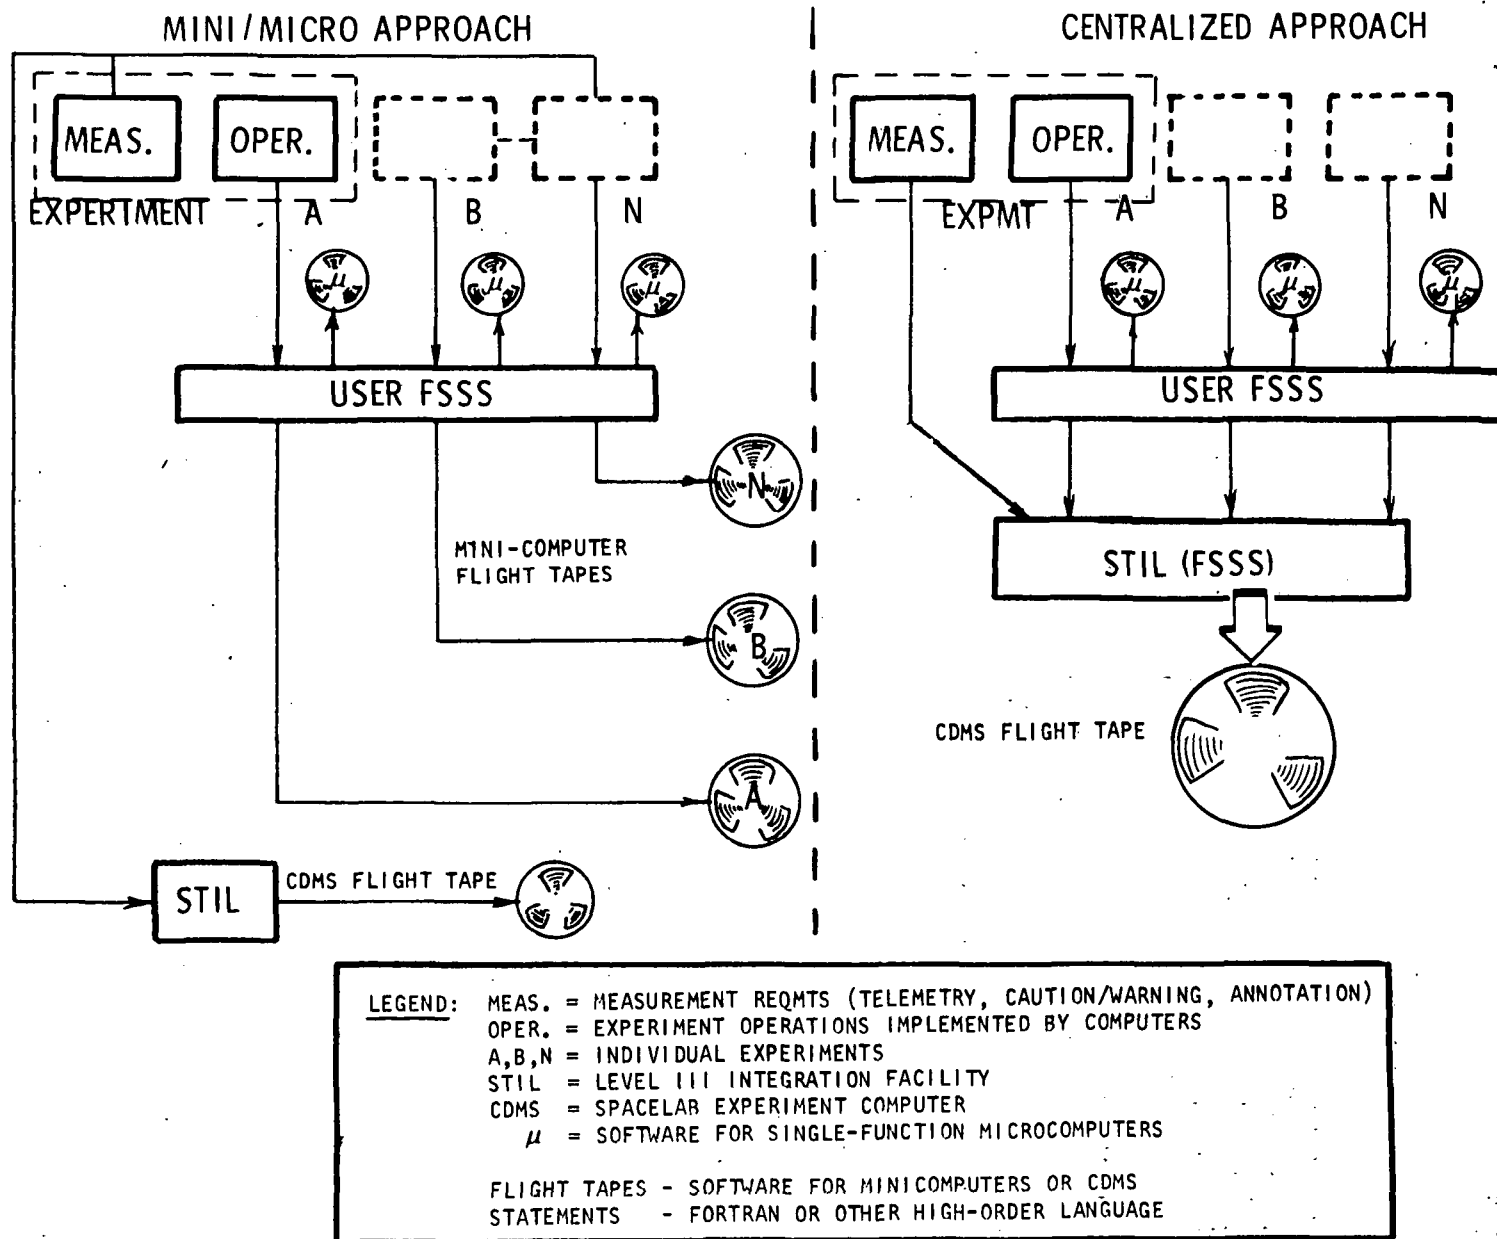 MINI/MICRO APPROACH
MEAS.
OPER.
EXPERTMENT
A
B
N
μ
μ
μ
USER FSSS
N
MINI-COMPUTER
FLIGHT TAPES
B
A
STIL
CDMS FLIGHT TAPE
CENTRALIZED APPROACH
MEAS.
OPER.
EXPMT
A
B
N
μ
μ
μ
USER FSSS
STIL (FSSS)
CDMS FLIGHT TAPE
LEGEND: MEAS. = MEASUREMENT REQMTS (TELEMETRY, CAUTION/WARNING, ANNOTATION)
OPER. = EXPERIMENT OPERATIONS IMPLEMENTED BY COMPUTERS
A,B,N = INDIVIDUAL EXPERIMENTS
STIL = LEVEL III INTEGRATION FACILITY
CDMS = SPACELAB EXPERIMENT COMPUTER
μ = SOFTWARE FOR SINGLE-FUNCTION MICROCOMPUTERS
FLIGHT TAPES - SOFTWARE FOR MINICOMPUTERS OR CDMS
STATEMENTS - FORTRAN OR OTHER HIGH-ORDER LANGUAGE